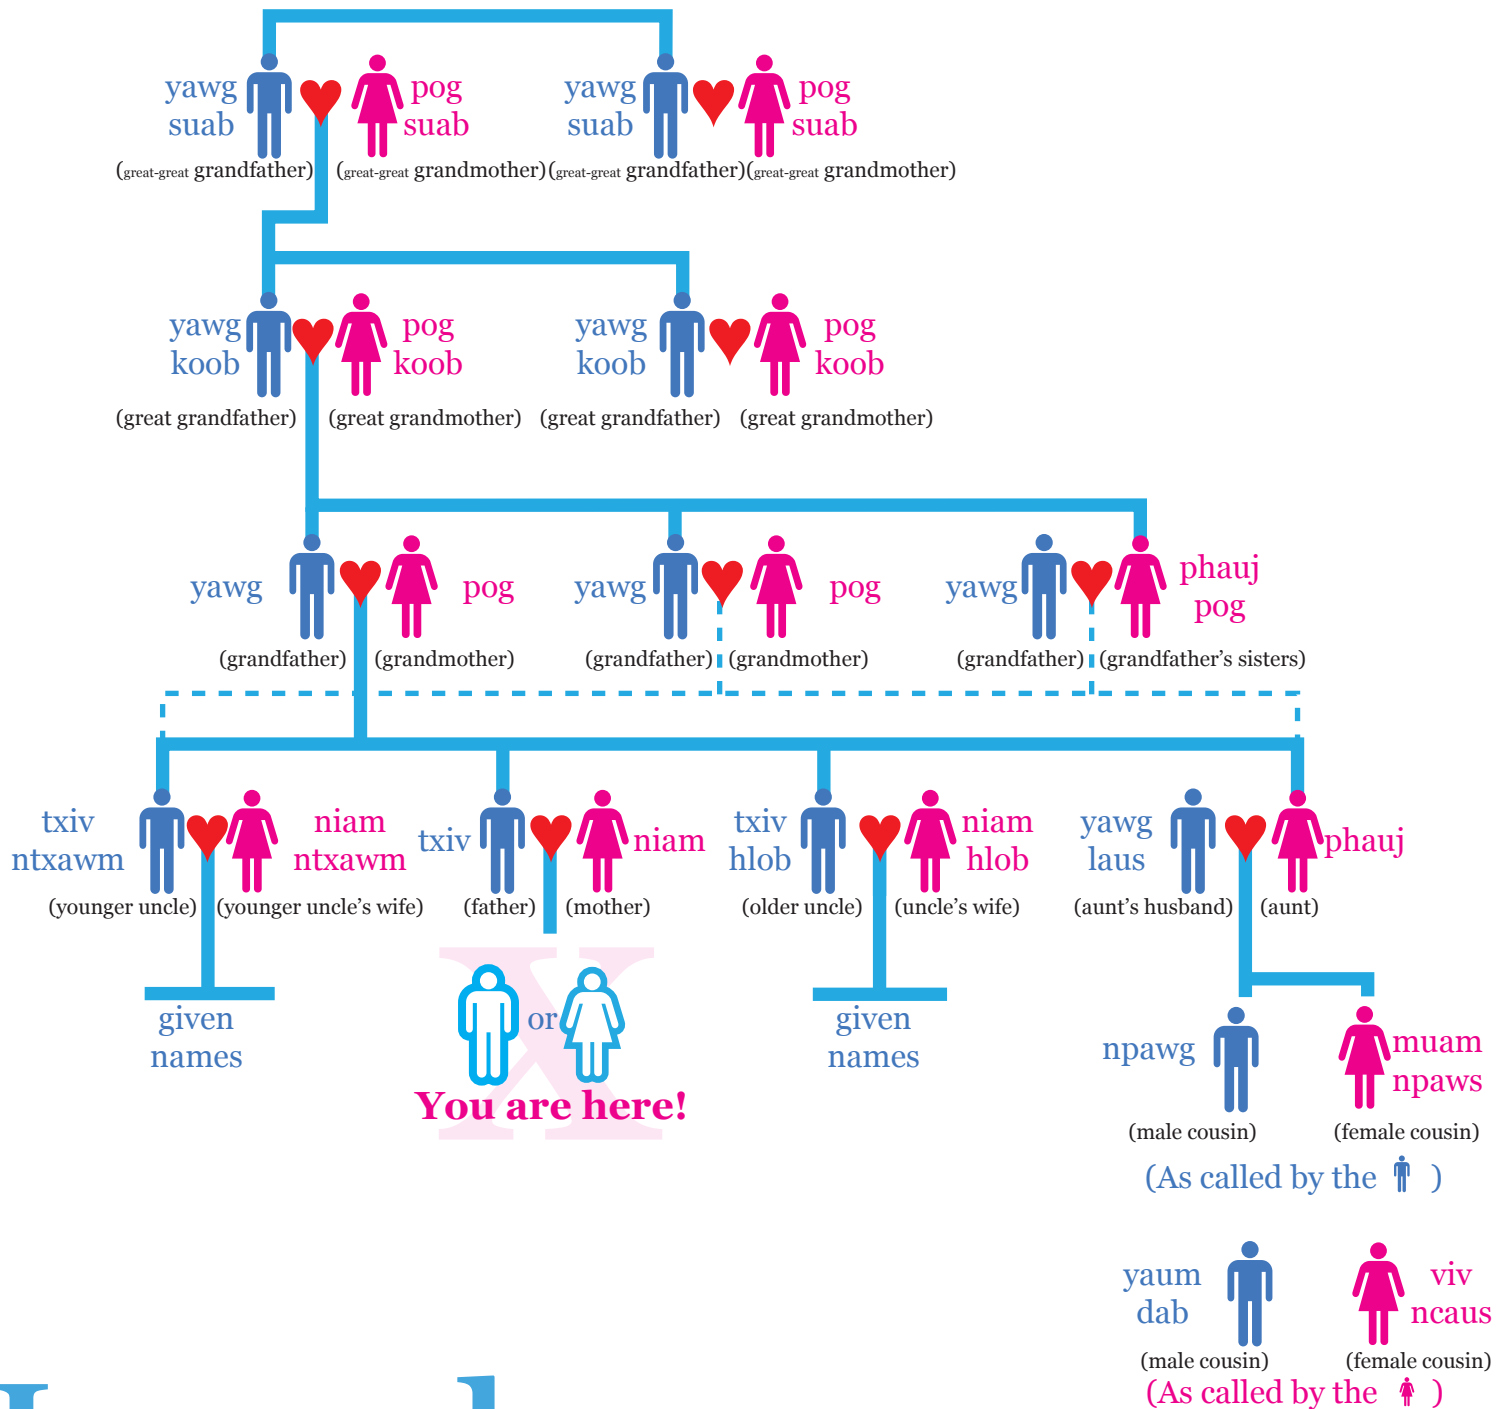 yawg
suab
pog
suab
yawg
suab
pog
suab
(great-great grandfather)
(great-great grandmother)
(great-great grandfather)
(great-great grandmother)
yawg
koob
pog
koob
yawg
koob
pog
koob
(great grandfather)
(great grandmother)
(great grandfather)
(great grandmother)
yawg
pog
yawg
pog
yawg
phauj
pog
(grandfather)
(grandmother)
(grandfather)
(grandmother)
(grandfather)
(grandfather’s sisters)
txiv
ntxawm
niam
ntxawm
txiv
niam
txiv
hlob
niam
hlob
yawg
laus
phauj
(younger uncle)
(younger uncle’s wife)
(father)
(mother)
(older uncle)
(uncle’s wife)
(aunt’s husband)
(aunt)
given
names
X
or
You are here!
given
names
npawg
muam
npaws
(male cousin)
(female cousin)
(As called by the )
yaum
dab
viv
ncaus
(male cousin)
(female cousin)
(As called by the )